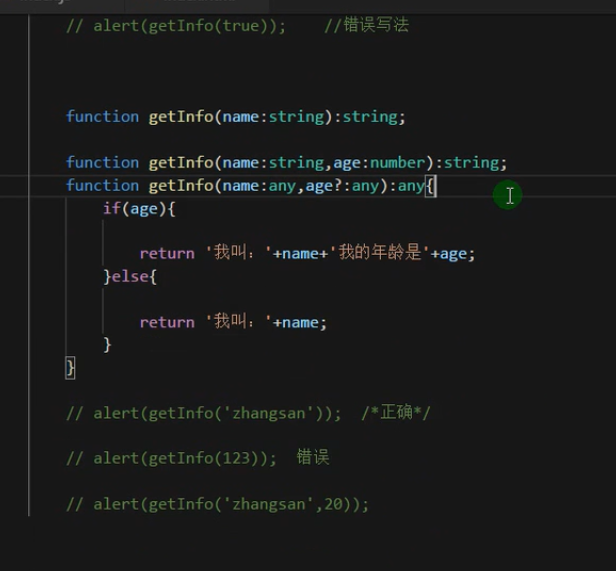 // alert(getInfo(true));    //错误写法
function getInfo(name:string):string;
function getInfo(name:string,age:number):string;
function getInfo(name:any,age?:any):any{
if(age){
return '我叫：'+name+'我的年龄是'+age;
}else{
return '我叫：'+name;
}
}
// alert(getInfo('zhangsan'));  /*正确*/
// alert(getInfo(123));  错误
// alert(getInfo('zhangsan',20));